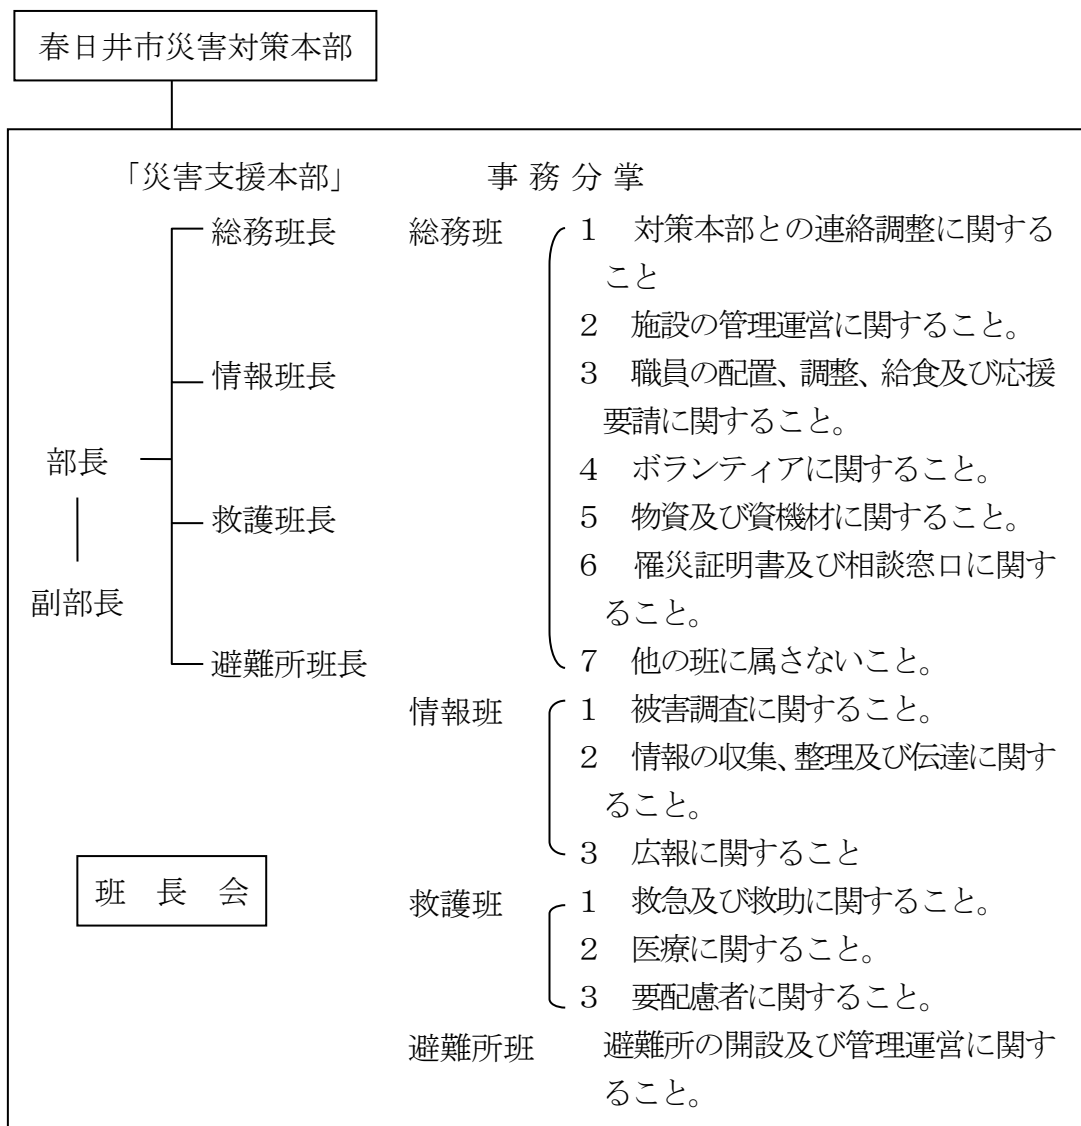 春日井市災害対策本部
「災害支援本部」
事務分掌
総務班長
情報班長
部長
救護班長
副部長
避難所班長
班長会
総務班
1 対策本部との連絡調整に関する
こと
2 施設の管理運営に関すること。
3 職員の配置、調整、給食及び応援
要請に関すること。
4 ボランティアに関すること。
5 物資及び資機材に関すること。
6 罹災証明書及び相談窓口に関す
ること。
7 他の班に属さないこと。
情報班
1 被害調査に関すること。
2 情報の収集、整理及び伝達に関す
ること。
3 広報に関すること
救護班
1 救急及び救助に関すること。
2 医療に関すること。
3 要配慮者に関すること。
避難所班
避難所の開設及び管理運営に関す
ること。